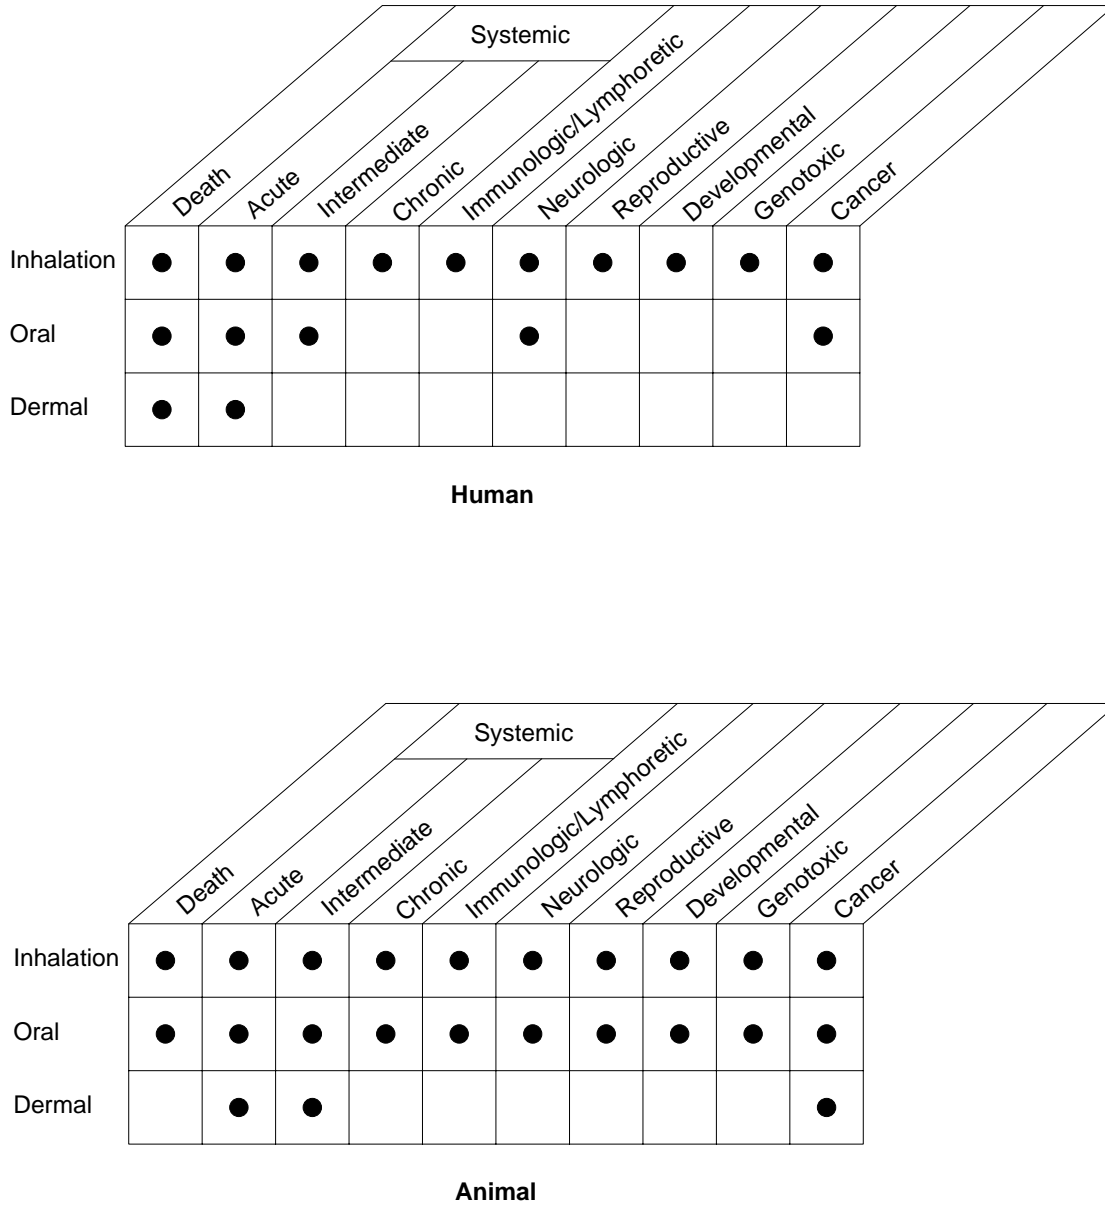 Systemic
Death
Acute
Intermediate
Chronic
Immunologic/Lymphoretic
Neurologic
Reproductive
Developmental
Genotoxic
Cancer
Inhalation
Oral
Dermal
Human
Systemic
Death
Acute
Intermediate
Chronic
Immunologic/Lymphoretic
Neurologic
Reproductive
Developmental
Genotoxic
Cancer
Inhalation
Oral
Dermal
Animal